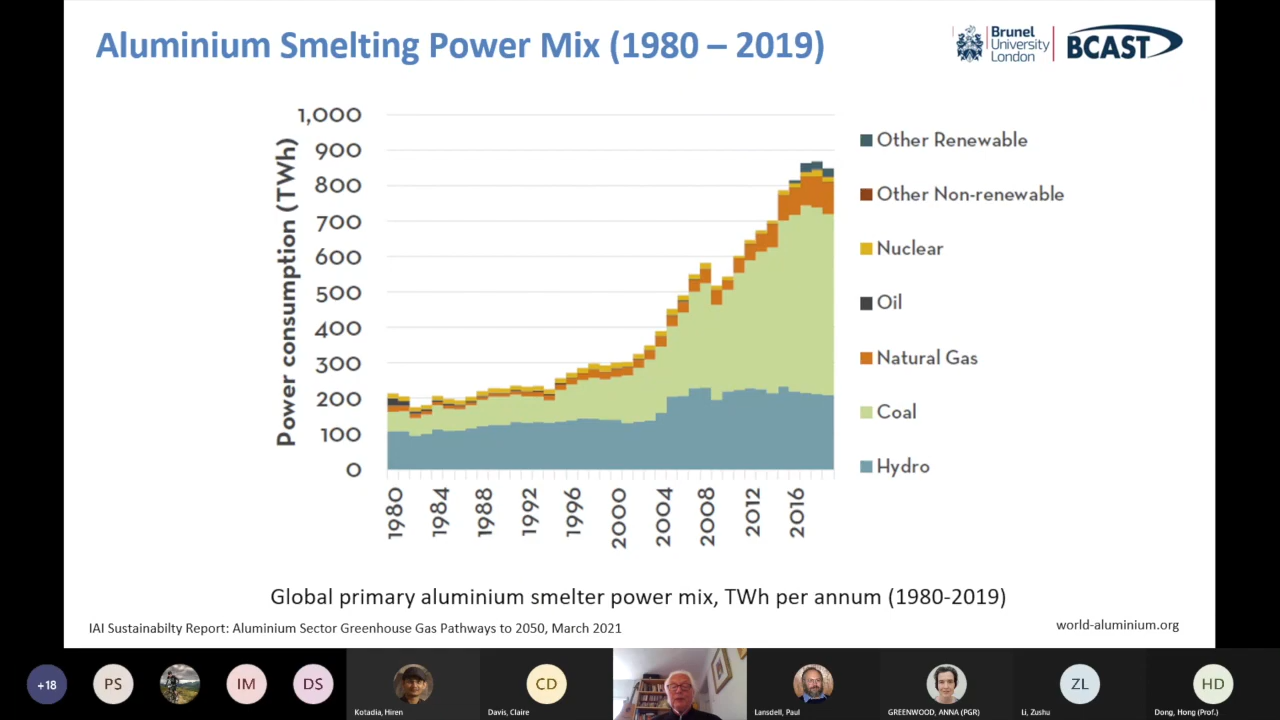 Aluminium Smelting Power Mix (1980 – 2019)
Brunel
University
London
BCAST
Power consumption (TWh)
1,000
900
800
700
600
500
400
300
200
100
0
1980
1984
1988
1992
1996
2000
2004
2008
2012
2016
Other Renewable
Other Non-renewable
Nuclear
Oil
Natural Gas
Coal
Hydro
Global primary aluminium smelter power mix, TWh per annum (1980-2019)
IAI Sustainabilty Report: Aluminium Sector Greenhouse Gas Pathways to 2050, March 2021
world-aluminium.org
+18
PS
IM
DS
CD
ZL
HD
Kotadia, Hiren
Davis, Claire
Lansdell, Paul
GREENWOOD, ANNA (PGR)
Li, Zushu
Dong, Hong (Prof.)